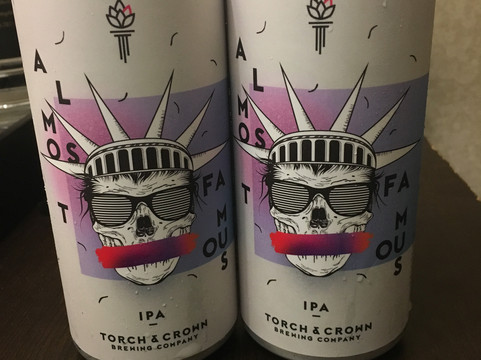 ALMOST
FAMOUS
IPA
TORCH & CROWN
BREWING COMPANY
ALMOST
FAMOUS
IPA
TORCH & CROWN
BREWING COMPANY